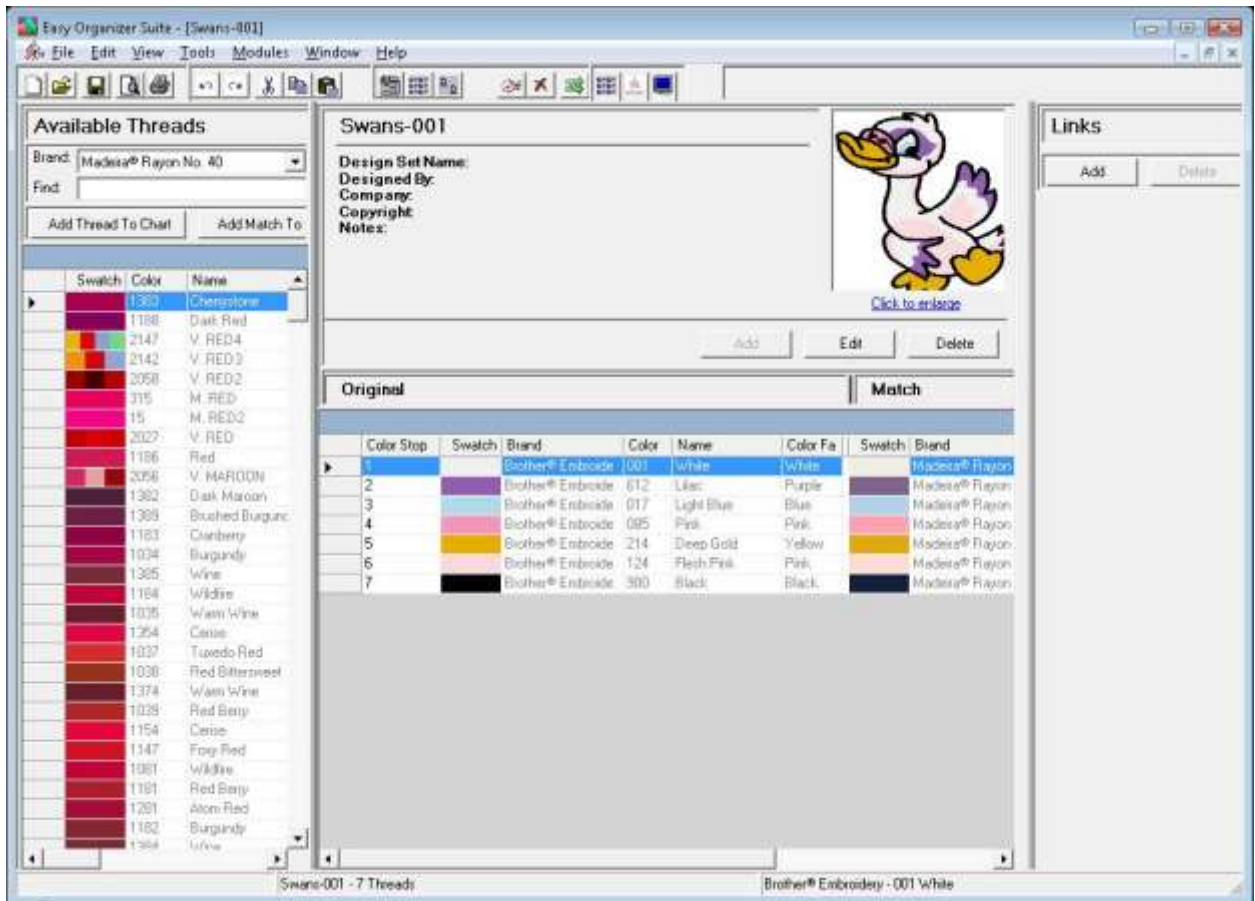 Easy Organizer Suite - [Swans-001]
File Edit View Tools Modules Window Help
Available Threads
Brand: Madeira® Rayon No. 40
Find:
Add Thread To Chart Add Match To
Swatch Color Name
1383 Cherrystone
1188 Dark Red
2147 V. RED4
2142 V. RED3
2058 V. RED2
315 M. RED
15 M. RED2
2027 V. RED
1186 Red
2056 V. MAROON
1382 Dark Maroon
1389 Brushed Burgunc
1183 Cranberry
1034 Burgundy
1385 Wine
1184 Wildfire
1035 Warm Wine
1354 Cerise
1037 Tuxedo Red
1038 Red Bittersweet
1374 Warm Wine
1039 Red Berry
1154 Cerise
1147 Foxy Red
1081 Wildfire
1181 Red Berry
1281 Atom Red
1182 Burgundy
1384 Wine
Swans-001
Design Set Name:
Designed By:
Company:
Copyright
Notes:
Click to enlarge
Add Edit Delete
Original Match
Color Stop Swatch Brand Color Name Color Fa Swatch Brand
1 Brother® Embroide 001 White White Madeira® Rayon
2 Brother® Embroide 612 Lilac Purple Madeira® Rayon
3 Brother® Embroide 017 Light Blue Blue Madeira® Rayon
4 Brother® Embroide 085 Pink Pink Madeira® Rayon
5 Brother® Embroide 214 Deep Gold Yellow Madeira® Rayon
6 Brother® Embroide 124 Flesh Pink Pink Madeira® Rayon
7 Brother® Embroide 900 Black Black Madeira® Rayon
Links
Add Delete
Swans-001 - 7 Threads Brother® Embroidery - 001 White